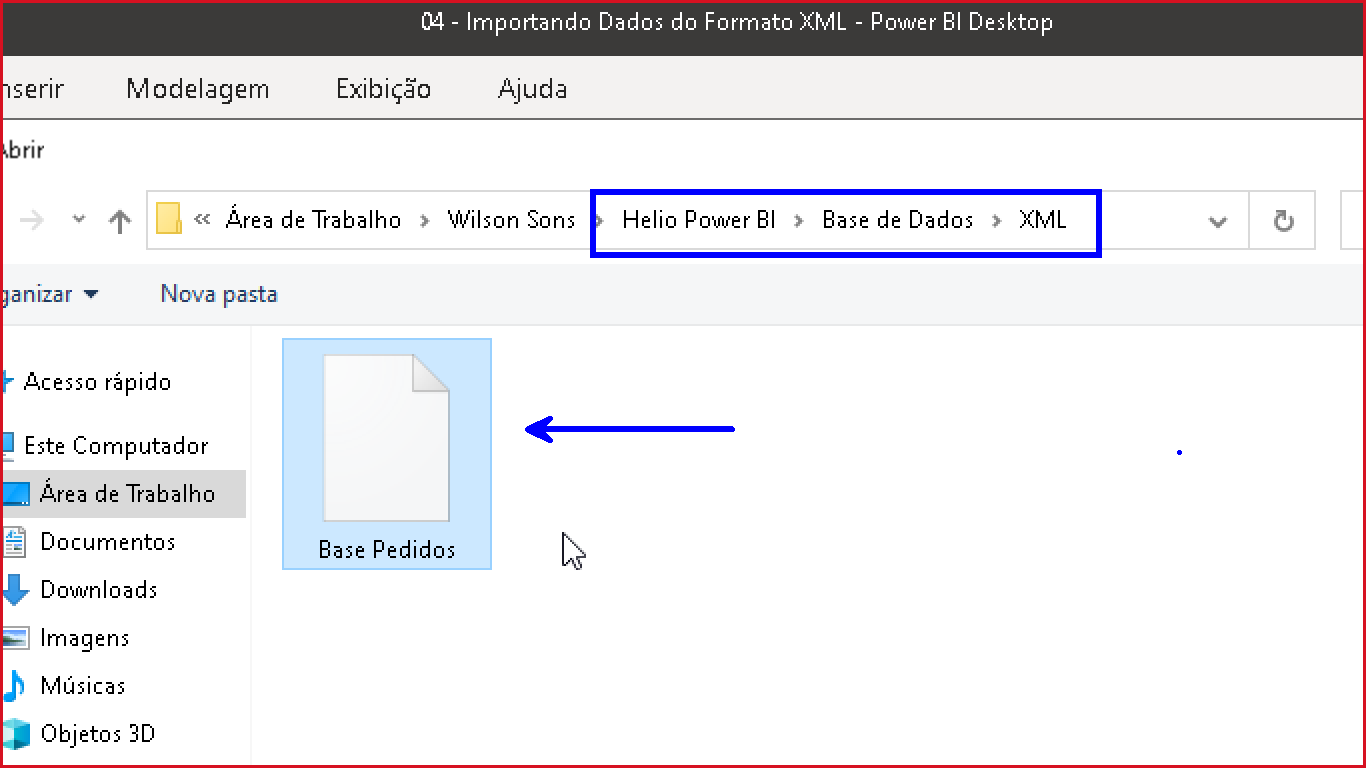 04 - Importando Dados do Formato XML - Power BI Desktop
nserir Modelagem Exibição Ajuda
Abrir
« Área de Trabalho › Wilson Sons › Helio Power BI › Base de Dados › XML
ganizar Nova pasta
Acesso rápido
Este Computador
Área de Trabalho
Documentos
Downloads
Imagens
Músicas
Objetos 3D
Base Pedidos